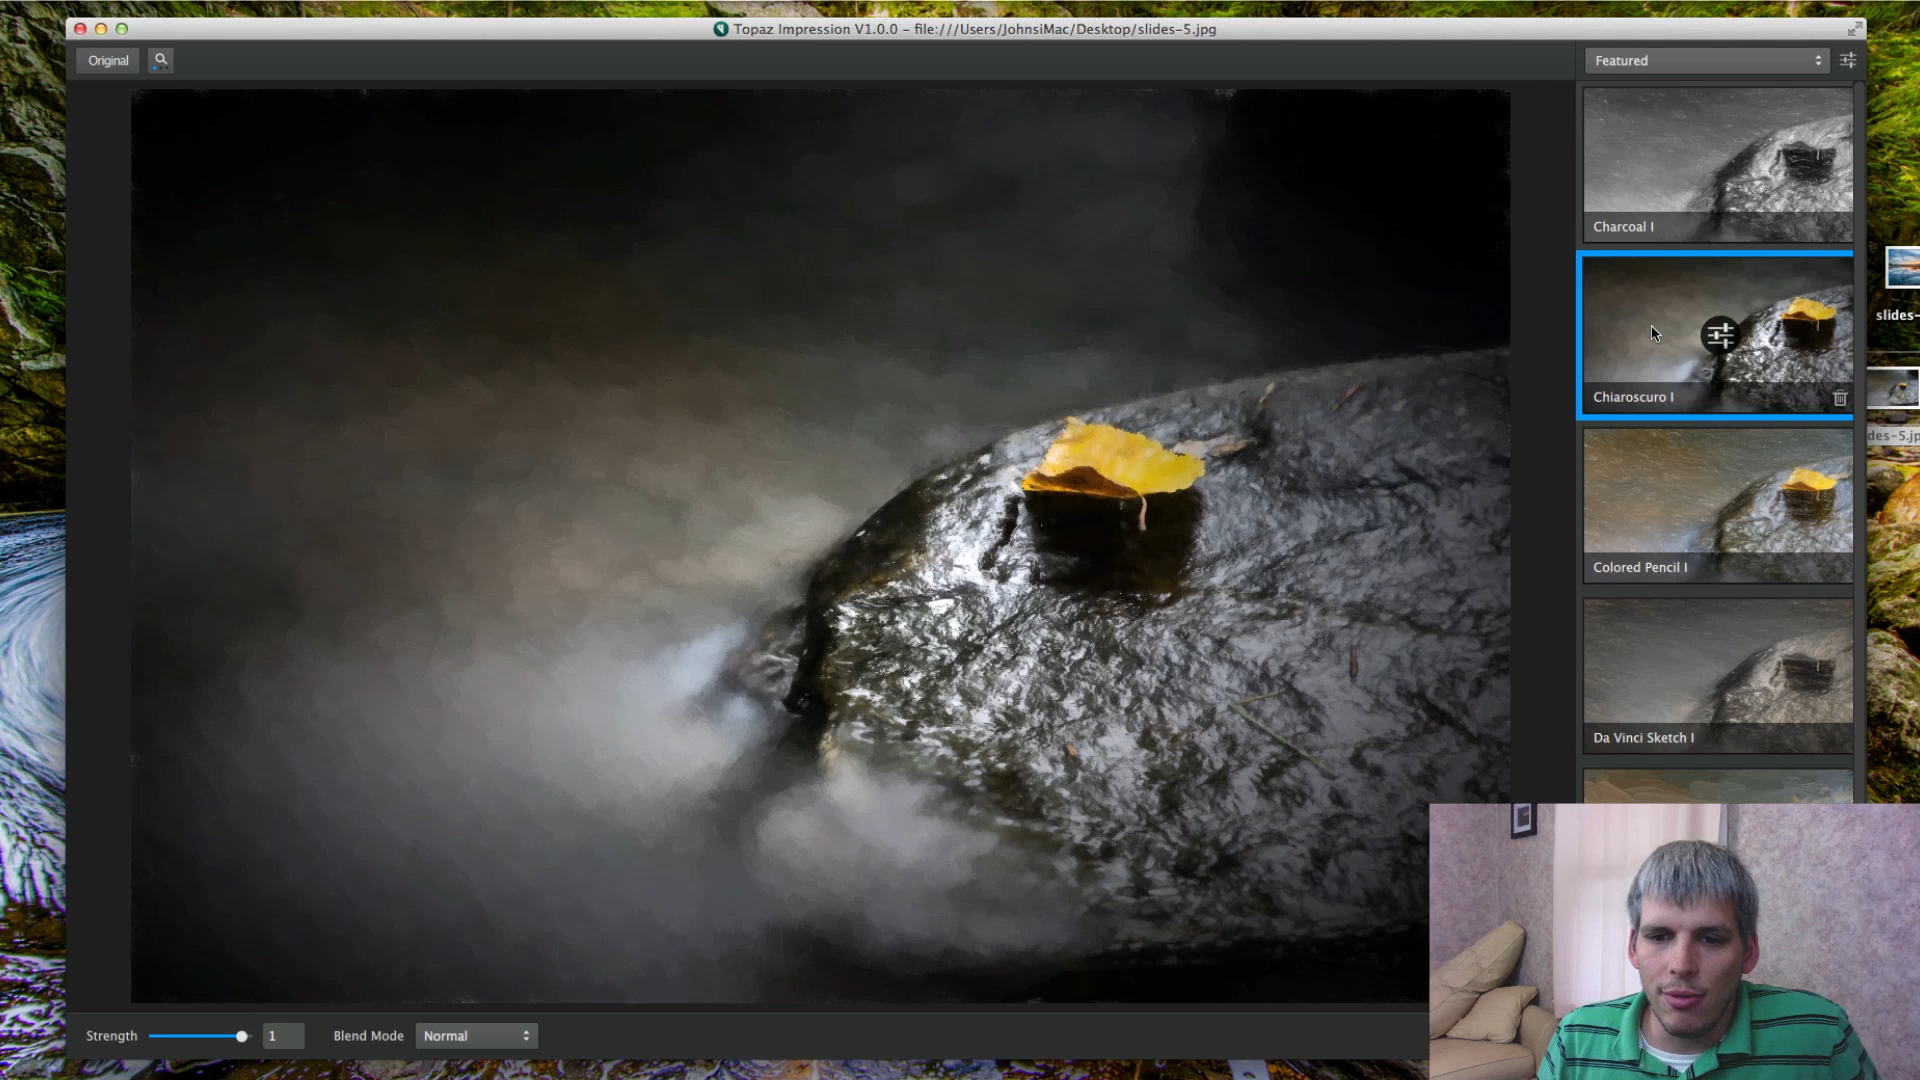 Topaz Impression V1.0.0 – file:///Users/JohnsiMac/Desktop/slides-5.jpg
Original
Featured
Charcoal I
Chiaroscuro I
Colored Pencil I
Da Vinci Sketch I
slides-
des-5.jp
Strength
1
Blend Mode
Normal